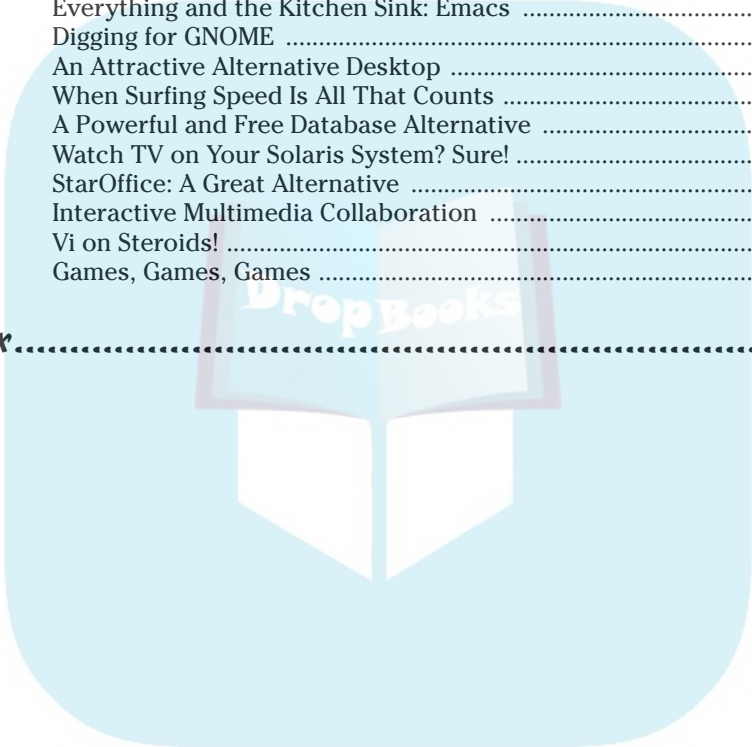 Everything and the Kitchen Sink: Emacs ....................................
Digging for GNOME ........................................................................
An Attractive Alternative Desktop ..............................................
When Surfing Speed Is All That Counts ......................................
A Powerful and Free Database Alternative ................................
Watch TV on Your Solaris System? Sure! ....................................
StarOffice: A Great Alternative ....................................................
Interactive Multimedia Collaboration ........................................
Vi on Steroids! ................................................................................
Games, Games, Games ..................................................................
Drop Books